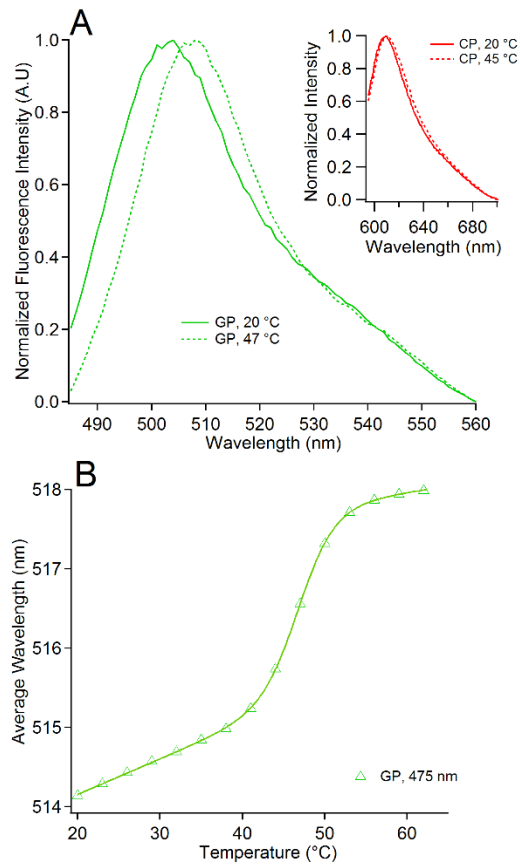 A
Normalized Fluorescence Intensity (A.U)
1.0
0.8
0.6
0.4
0.2
0.0
GP, 20 °C
GP, 47 °C
490 500 510 520 530 540 550 560
Wavelength (nm)
Normalized Intensity
1.0
0.8
0.6
0.4
0.2
0.0
CP, 20 °C
CP, 45 °C
600 640 680
Wavelength (nm)
B
Average Wavelength (nm)
518
517
516
515
514
GP, 475 nm
20 30 40 50 60
Temperature (°C)